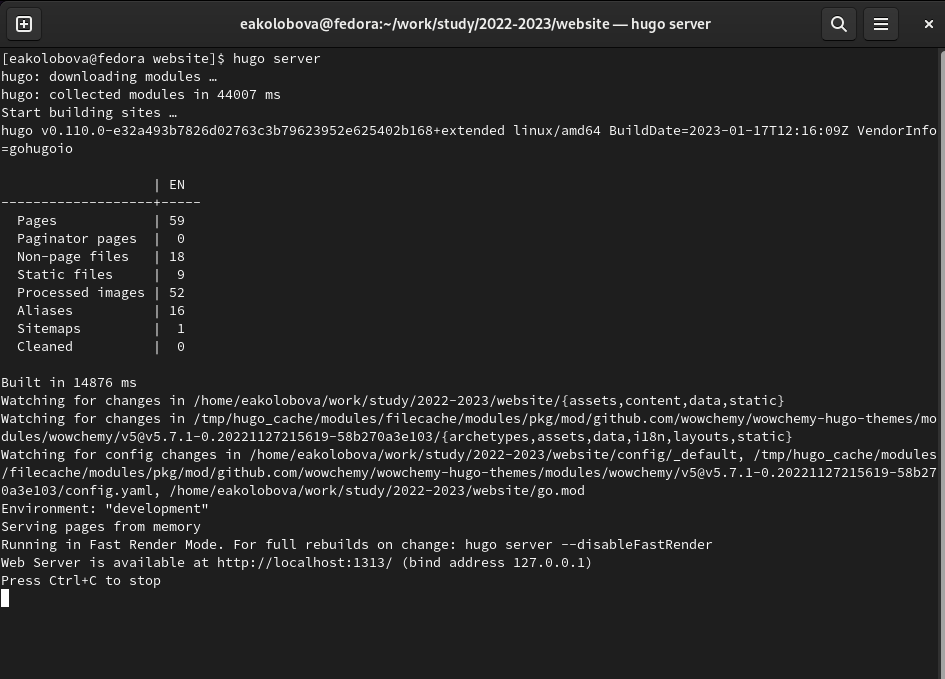 eakolobova@fedora:~/work/study/2022-2023/website — hugo server
[eakolobova@fedora website]$ hugo server
hugo: downloading modules …
hugo: collected modules in 44007 ms
Start building sites …
hugo v0.110.0-e32a493b7826d02763c3b79623952e625402b168+extended linux/amd64 BuildDate=2023-01-17T12:16:09Z VendorInfo
=gohugoio
                   | EN
-------------------+-----
  Pages            | 59
  Paginator pages  |  0
  Non-page files   | 18
  Static files     |  9
  Processed images | 52
  Aliases          | 16
  Sitemaps         |  1
  Cleaned          |  0
Built in 14876 ms
Watching for changes in /home/eakolobova/work/study/2022-2023/website/{assets,content,data,static}
Watching for changes in /tmp/hugo_cache/modules/filecache/modules/pkg/mod/github.com/wowchemy/wowchemy-hugo-themes/mo
dules/wowchemy/v5@v5.7.1-0.20221127215619-58b270a3e103/{archetypes,assets,data,i18n,layouts,static}
Watching for config changes in /home/eakolobova/work/study/2022-2023/website/config/_default, /tmp/hugo_cache/modules
/filecache/modules/pkg/mod/github.com/wowchemy/wowchemy-hugo-themes/modules/wowchemy/v5@v5.7.1-0.20221127215619-58b27
0a3e103/config.yaml, /home/eakolobova/work/study/2022-2023/website/go.mod
Environment: "development"
Serving pages from memory
Running in Fast Render Mode. For full rebuilds on change: hugo server --disableFastRender
Web Server is available at http://localhost:1313/ (bind address 127.0.0.1)
Press Ctrl+C to stop